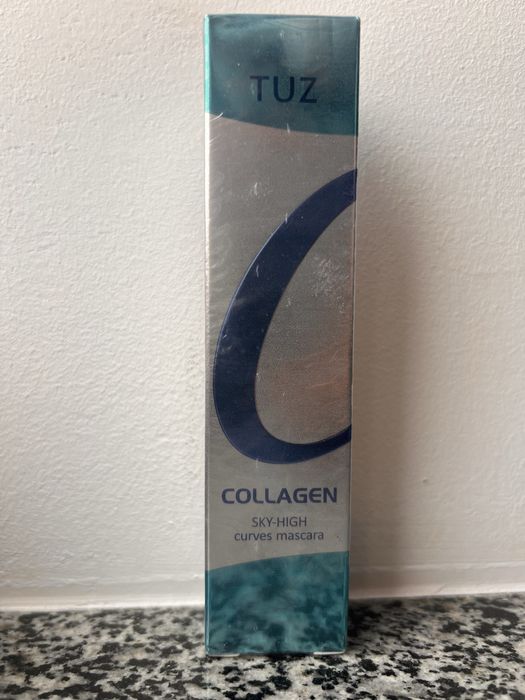 TUZ
COLLAGEN
SKY-HIGH
curves mascara